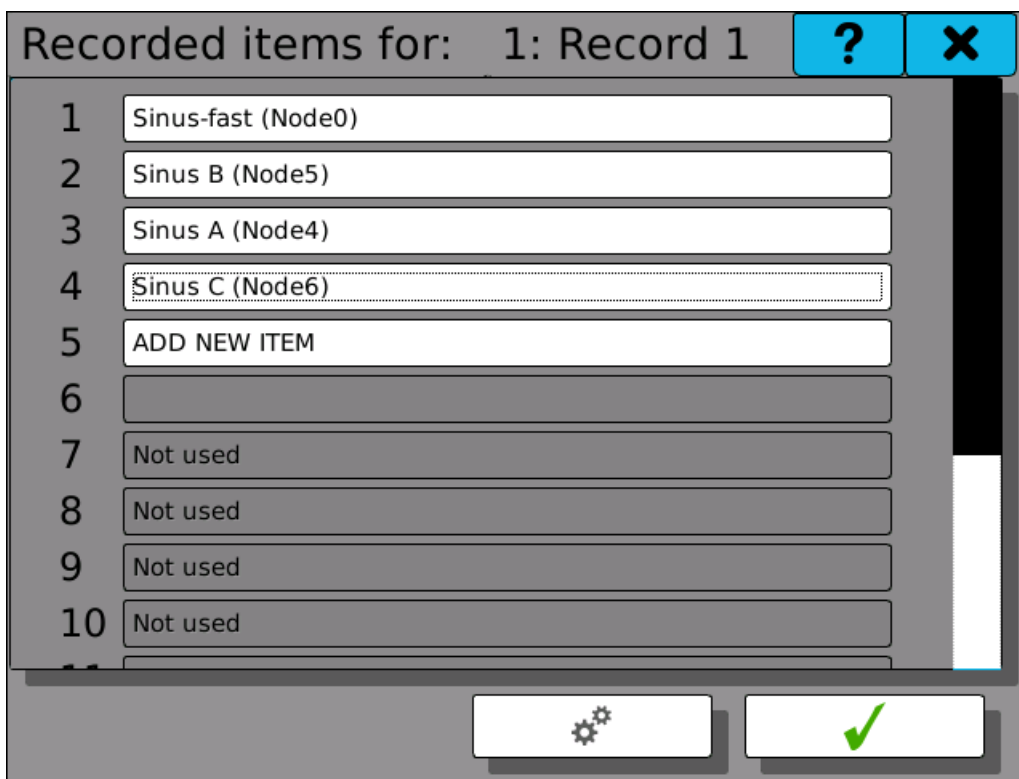 Recorded items for: 1: Record 1 ?
1 Sinus-fast (Node0)
2 Sinus B (Node5)
3 Sinus A (Node4)
4 Sinus C (Node6)
5 ADD NEW ITEM
6
7 Not used
8 Not used
9 Not used
10 Not used